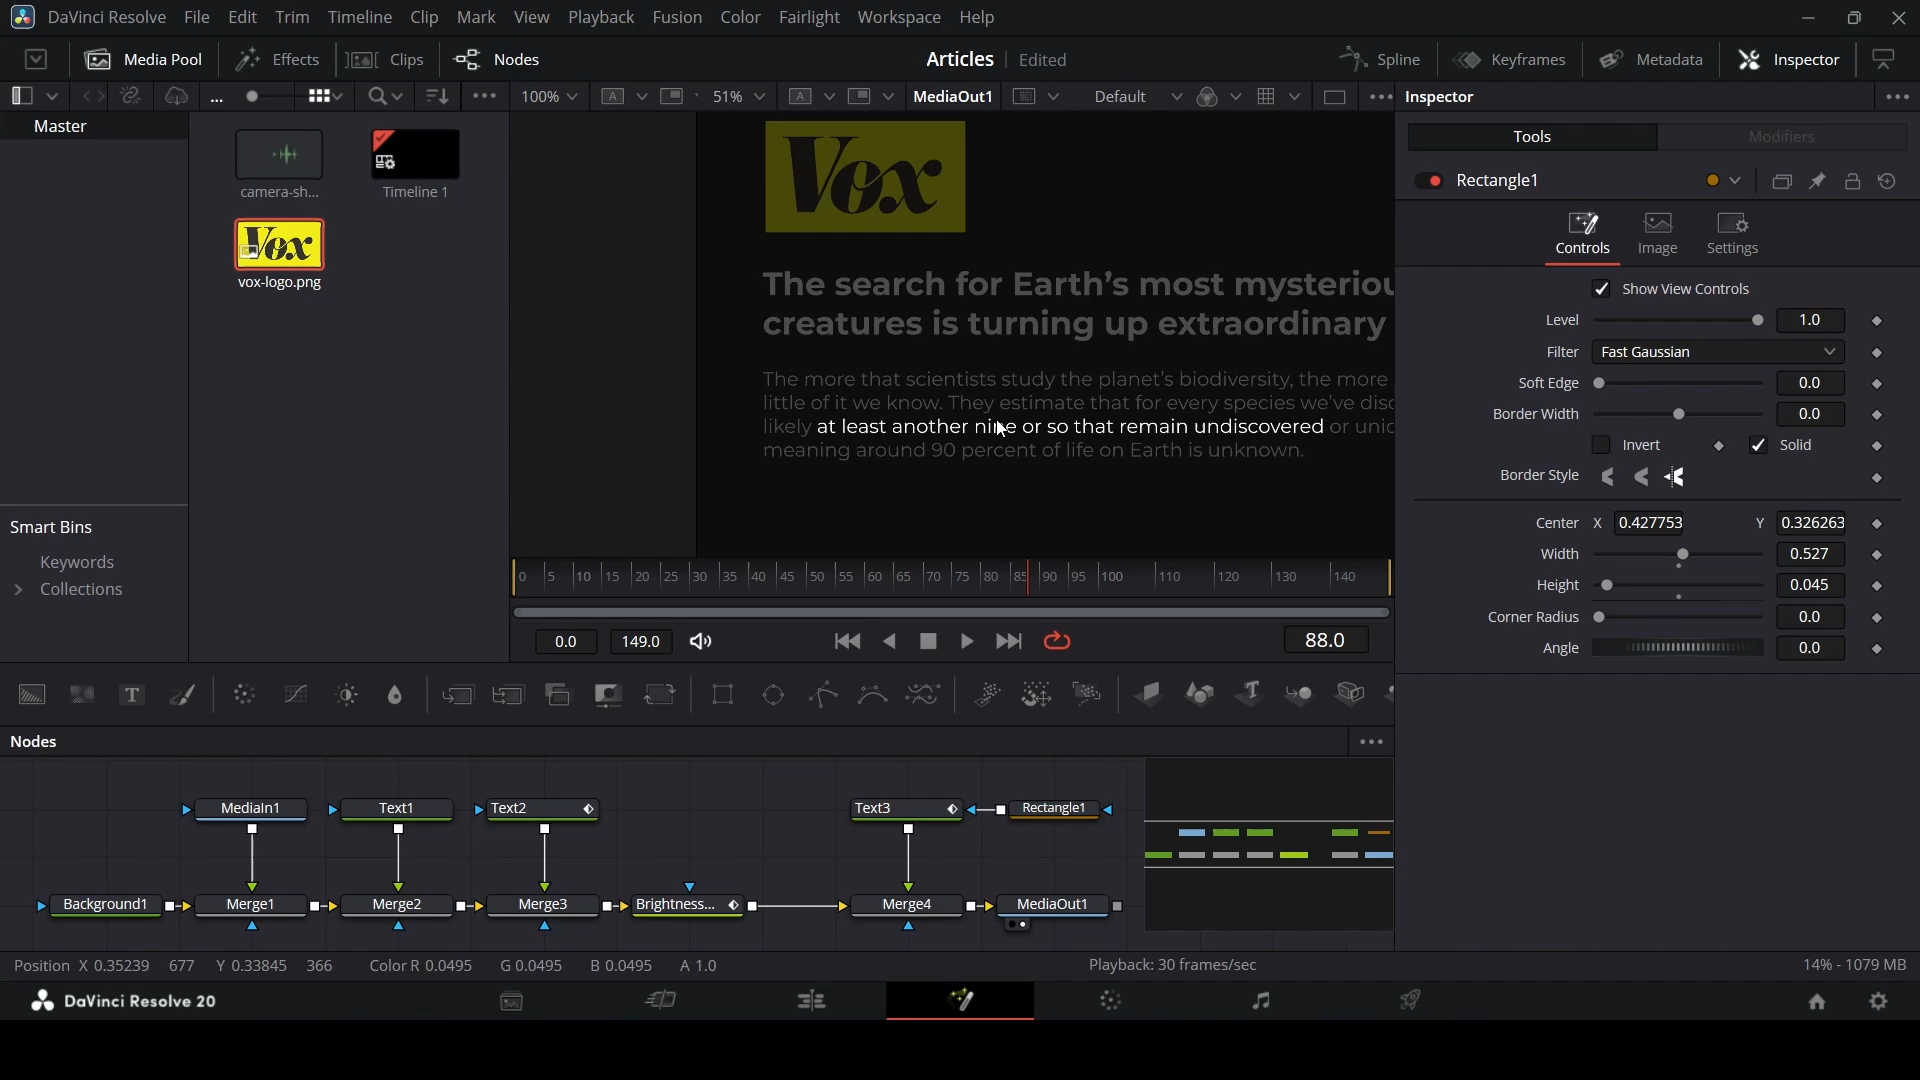 DaVinci Resolve File Edit Trim Timeline Clip Mark View Playback Fusion Color Fairlight Workspace Help
Media Pool Effects Clips Nodes Articles Edited Spline Keyframes Metadata Inspector
... 100% A 51% A MediaOut1 Default Inspector
Master
camera-sh...
Timeline 1
Vox
vox-logo.png
Smart Bins
Keywords
Collections
Vox
The search for Earth's most mysteriou
creatures is turning up extraordinary
The more that scientists study the planet's biodiversity, the more
little of it we know. They estimate that for every species we've disc
likely at least another nine or so that remain undiscovered or unic
meaning around 90 percent of life on Earth is unknown.
0 5 10 15 20 25 30 35 40 45 50 55 60 65 70 75 80 85 90 95 100 110 120 130 140
0.0 149.0 88.0
Tools Modifiers
Rectangle1
Controls Image Settings
Show View Controls
Level 1.0
Filter Fast Gaussian
Soft Edge 0.0
Border Width 0.0
Invert Solid
Border Style
Center X 0.427753 Y 0.326263
Width 0.527
Height 0.045
Corner Radius 0.0
Angle 0.0
T T
Nodes
MediaIn1 Text1 Text2 Text3 Rectangle1
Background1 Merge1 Merge2 Merge3 Brightness... Merge4 MediaOut1
Position X 0.35239 677 Y 0.33845 366 Color R 0.0495 G 0.0495 B 0.0495 A 1.0 Playback: 30 frames/sec 14% - 1079 MB
DaVinci Resolve 20